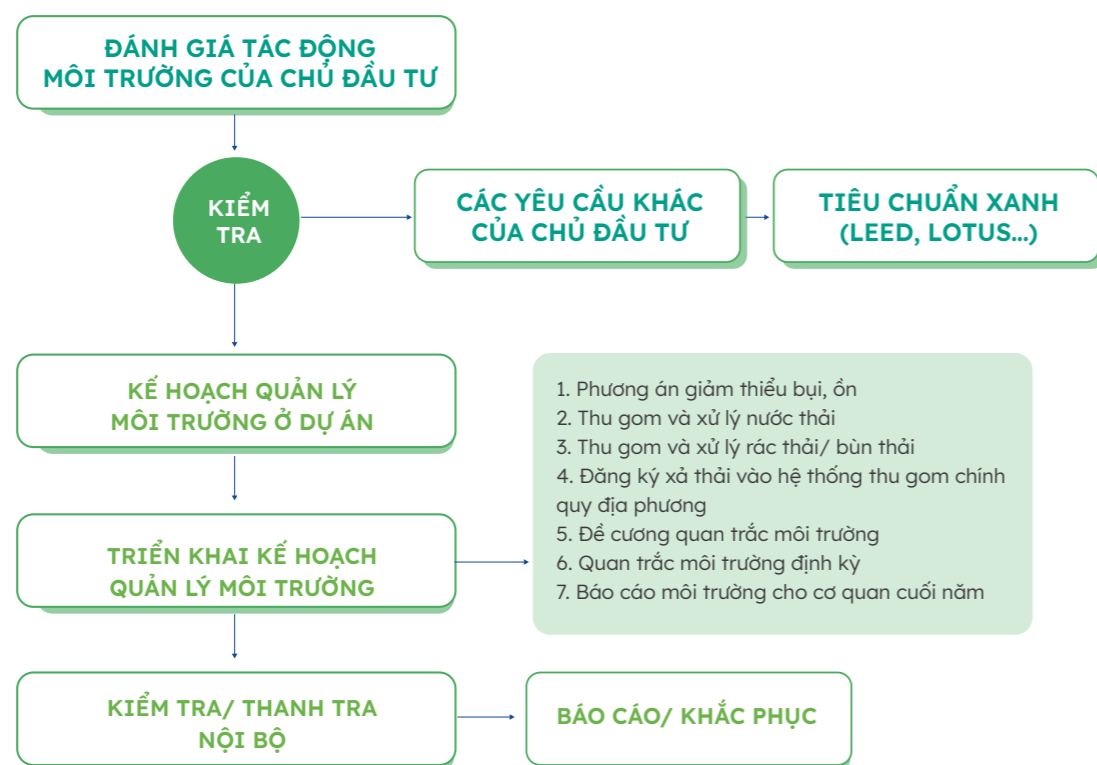 ĐÁNH GIÁ TÁC ĐỘNG
MÔI TRƯỜNG CỦA CHỦ ĐẦU TƯ
KIỂM
TRA
CÁC YÊU CẦU KHÁC
CỦA CHỦ ĐẦU TƯ
TIÊU CHUẨN XANH
(LEED, LOTUS...)
KẾ HOẠCH QUẢN LÝ
MÔI TRƯỜNG Ở DỰ ÁN
1. Phương án giảm thiểu bụi, ồn
2. Thu gom và xử lý nước thải
3. Thu gom và xử lý rác thải/ bùn thải
4. Đăng ký xả thải vào hệ thống thu gom chính
quy địa phương
5. Đề cương quan trắc môi trường
6. Quan trắc môi trường định kỳ
7. Báo cáo môi trường cho cơ quan cuối năm
TRIỂN KHAI KẾ HOẠCH
QUẢN LÝ MÔI TRƯỜNG
KIỂM TRA/ THANH TRA
NỘI BỘ
BÁO CÁO/ KHẮC PHỤC